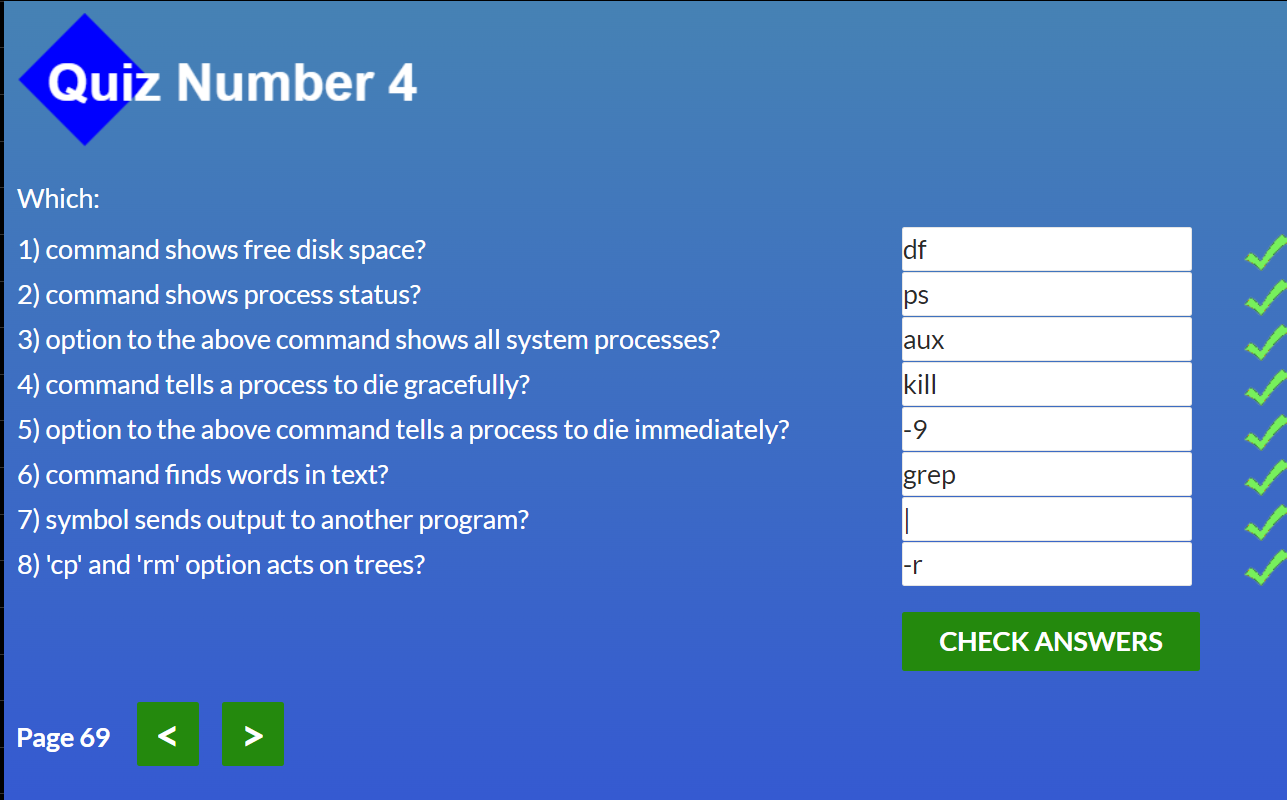 Quiz Number 4
Which:
1) command shows free disk space? df
2) command shows process status? ps
3) option to the above command shows all system processes? aux
4) command tells a process to die gracefully? kill
5) option to the above command tells a process to die immediately? -9
6) command finds words in text? grep
7) symbol sends output to another program? |
8) 'cp' and 'rm' option acts on trees? -r
CHECK ANSWERS
Page 69 < >